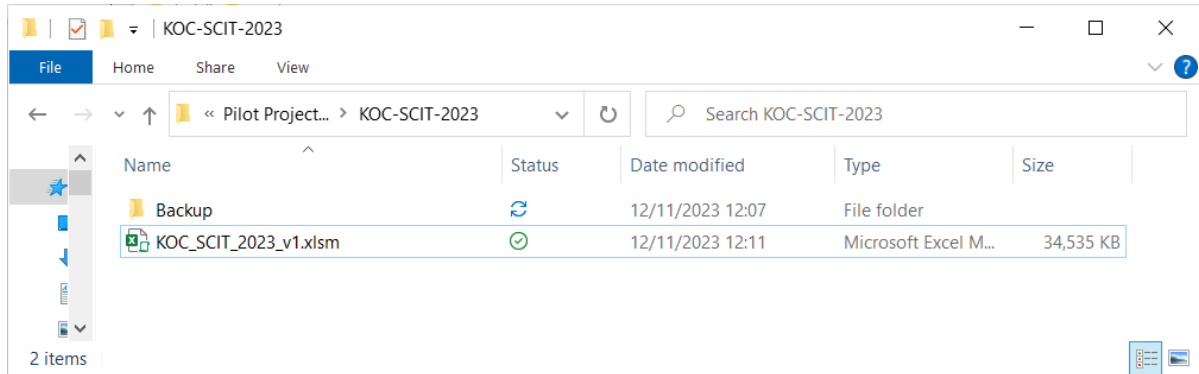 KOC-SCIT-2023
File Home Share View
« Pilot Project... > KOC-SCIT-2023 Search KOC-SCIT-2023
Name Status Date modified Type Size
Backup 12/11/2023 12:07 File folder
KOC_SCIT_2023_v1.xlsm 12/11/2023 12:11 Microsoft Excel M... 34,535 KB
2 items